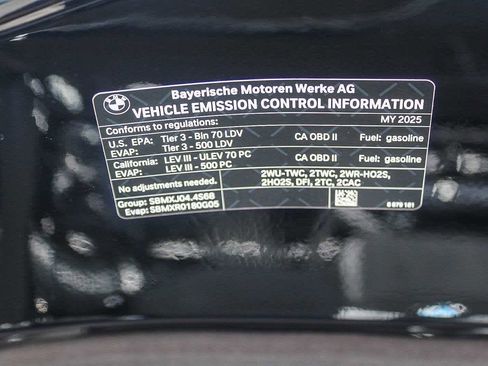 BMW
Bayerische Motoren Werke AG
VEHICLE EMISSION CONTROL INFORMATION
Conforms to regulations: MY 2025
U.S. EPA: Tier 3 - Bin 70 LDV CA OBD II Fuel: gasoline
EVAP: Tier 3 - 500 LDV
California: LEV III - ULEV 70 PC CA OBD II Fuel: gasoline
EVAP: LEV III - 500 PC
No adjustments needed. 2WU-TWC, 2TWC, 2WR-HO2S,
2HO2S, DFI, 2TC, 2CAC
Group: SBMXJ04.4S68
Evap: SBMXR0180G05